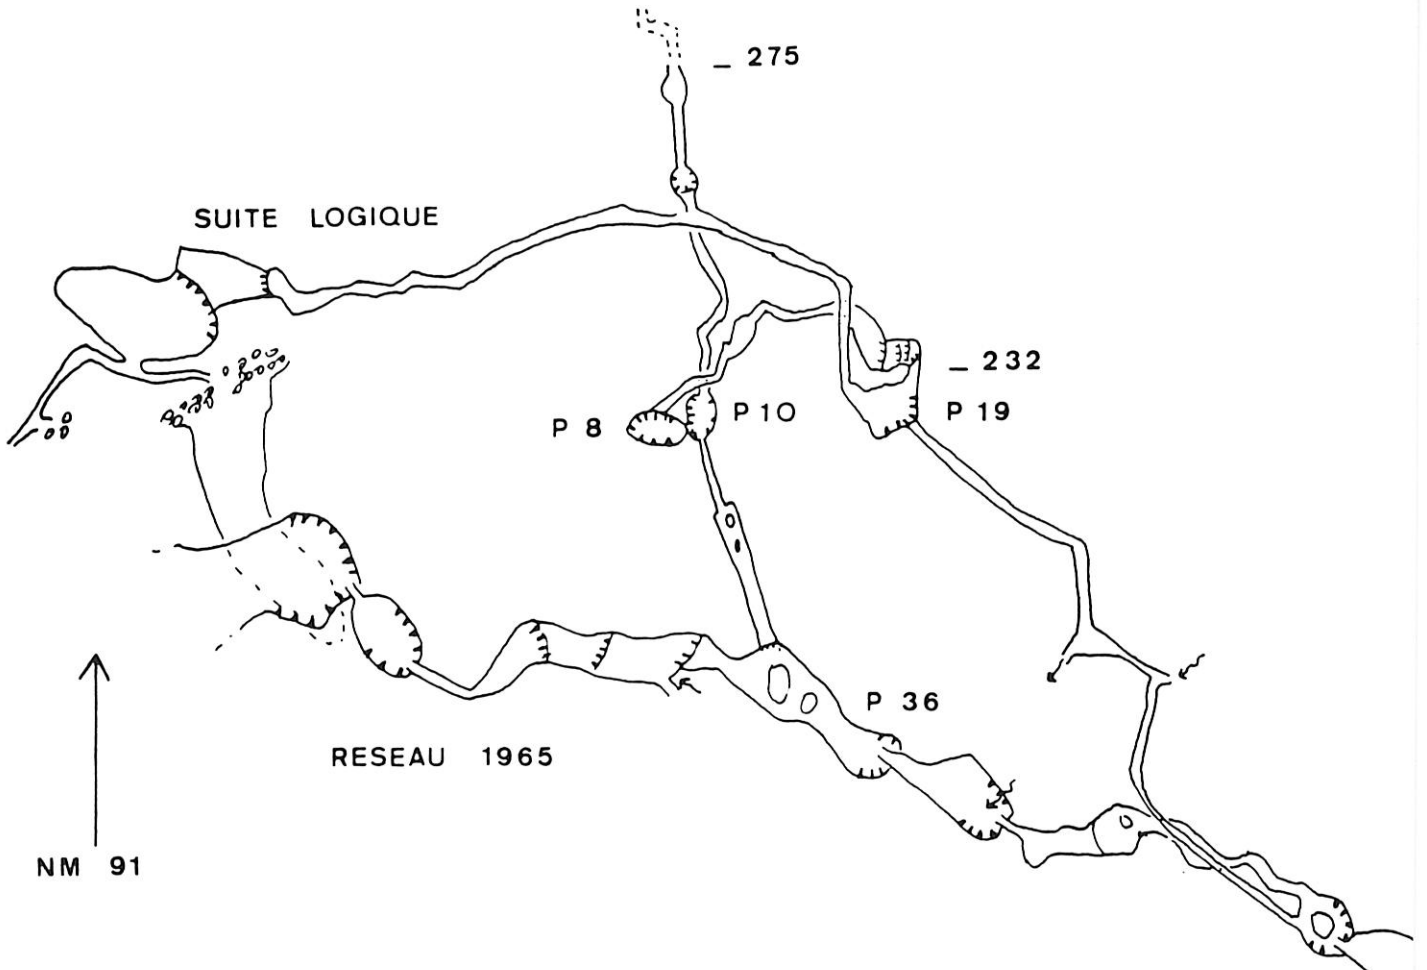 _ 275
SUITE LOGIQUE
_ 232
P 8
P 10
P 19
P 36
RESEAU 1965
NM 91